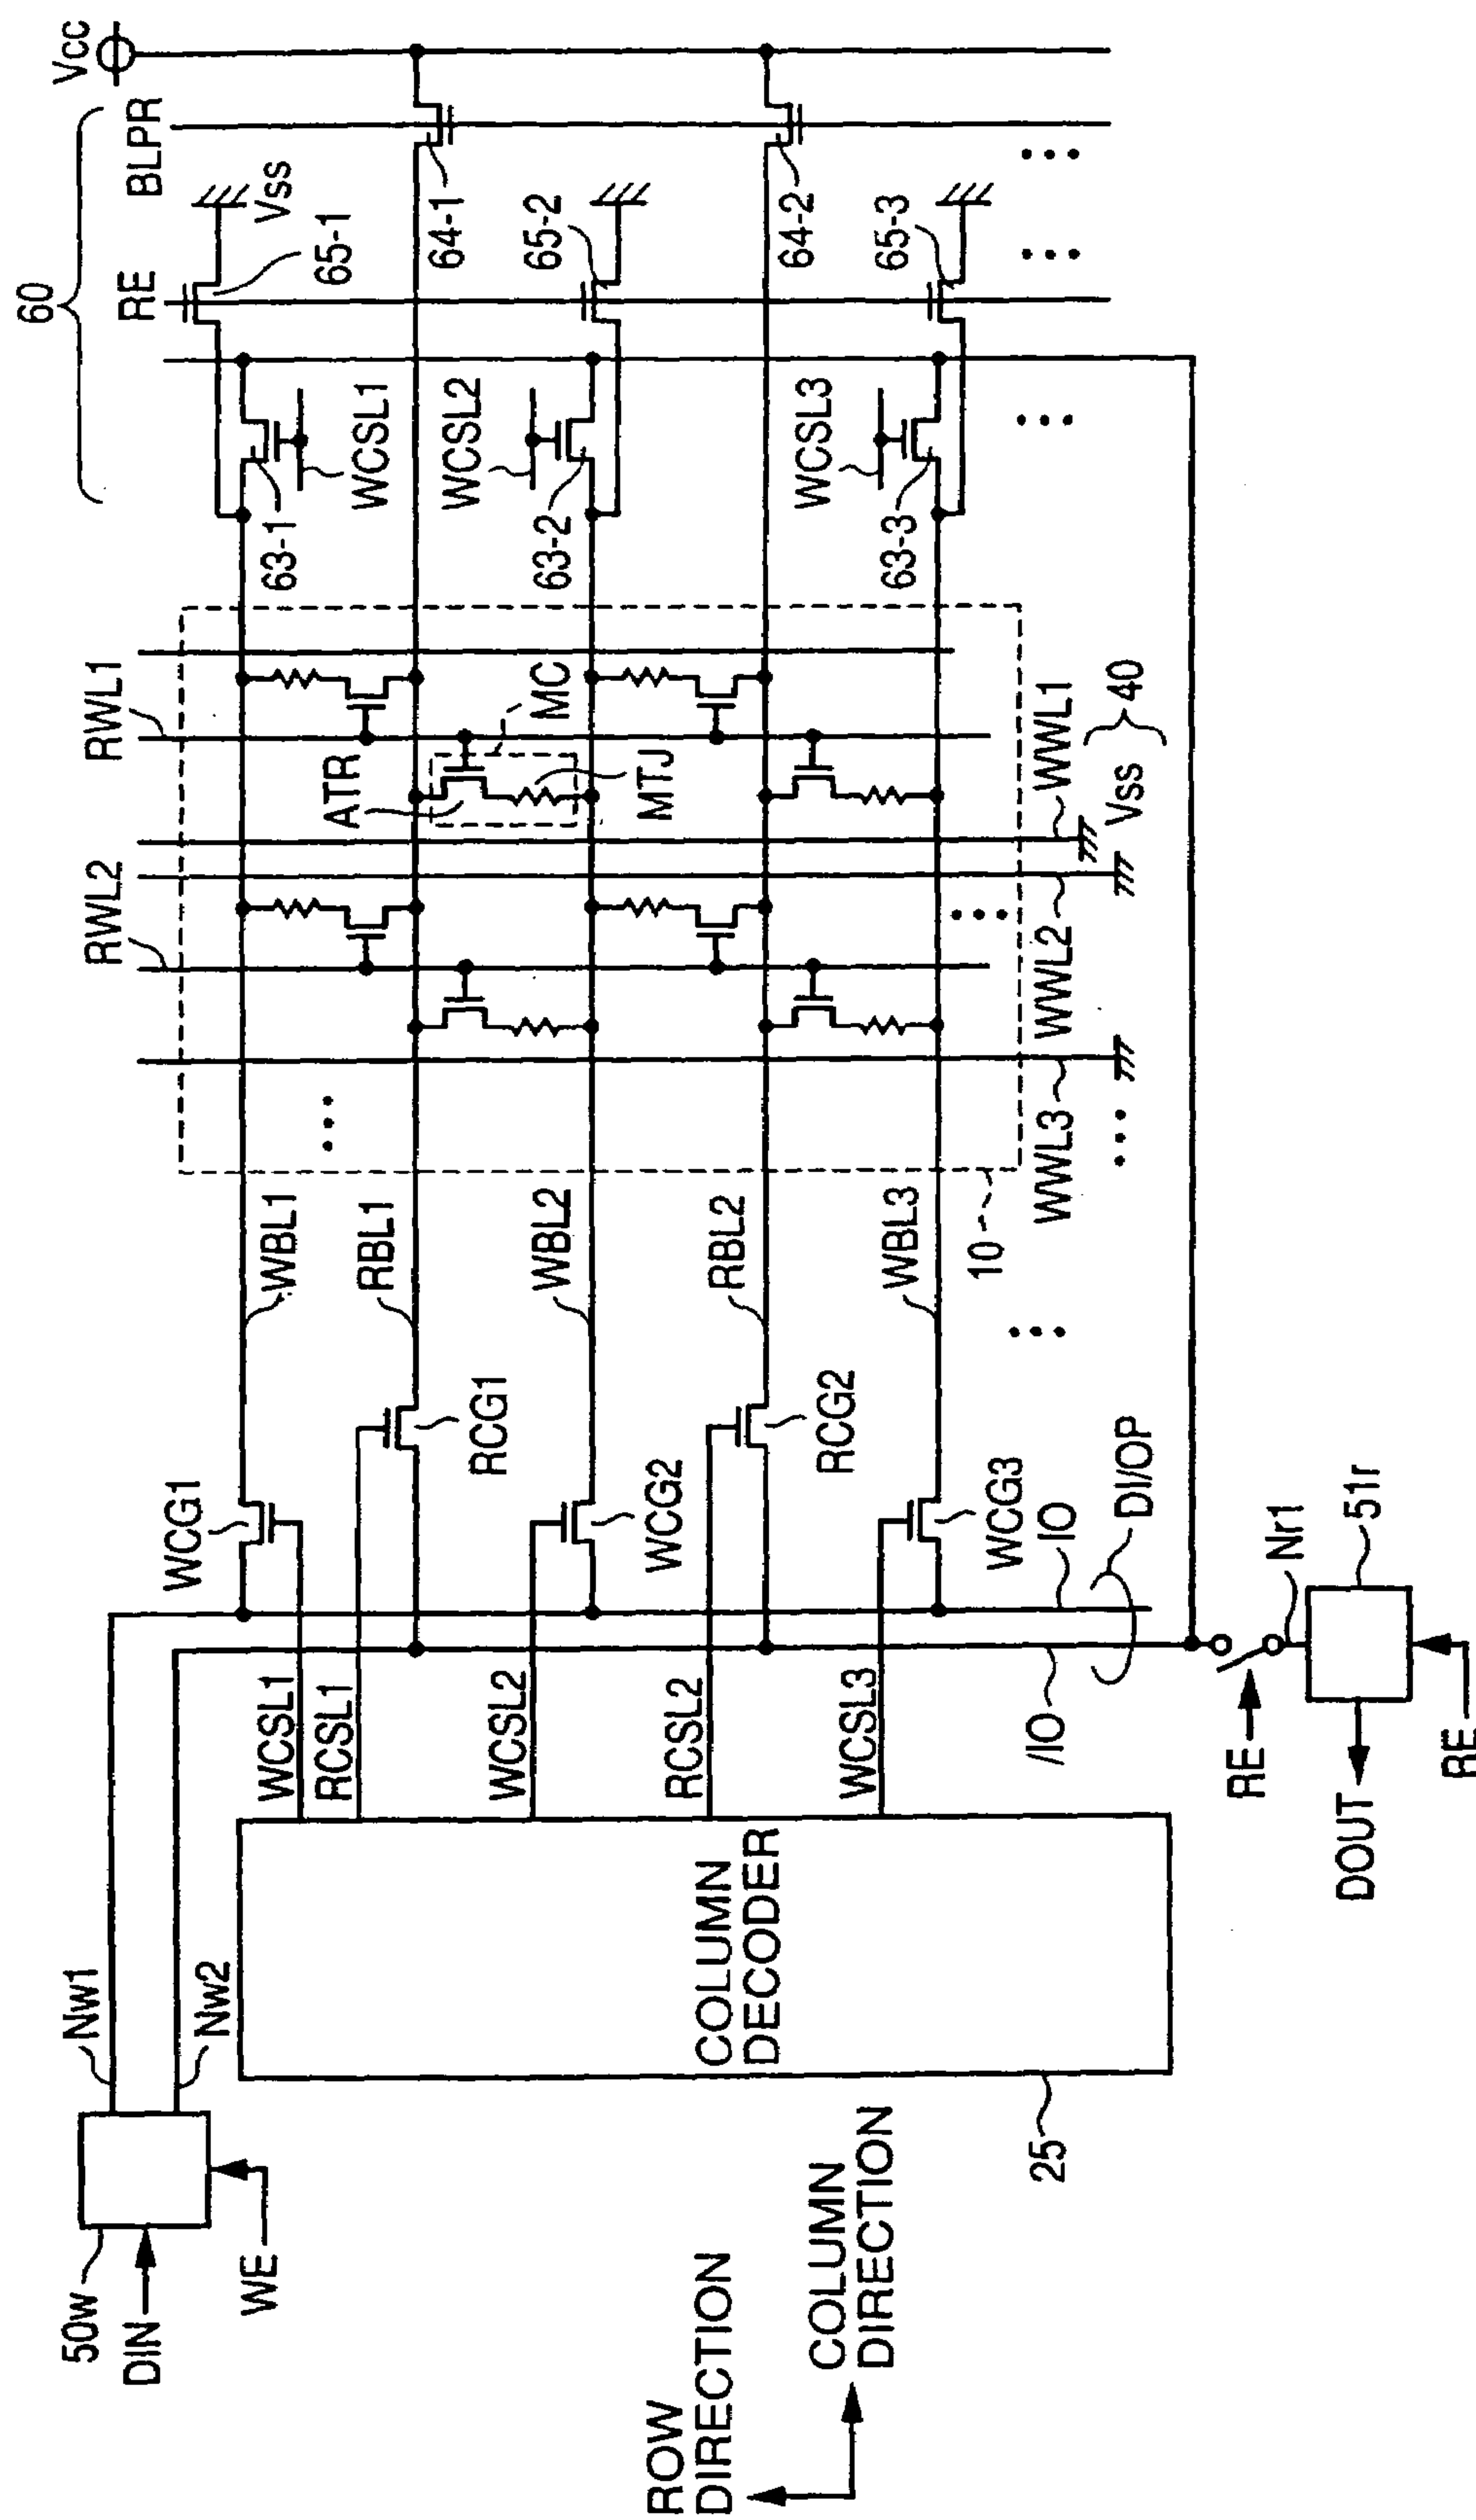 50w
DIN
WE
Nw1
Nw2
ROW
DIRECTION
COLUMN
DIRECTION
COLUMN
DECODER
25
WCSL1
RCSL1
WCSL2
RCSL2
WCSL3
WCG1
RCG1
WCG2
RCG2
WCG3
WBL1
RBL1
WBL2
RBL2
WBL3
10
/IO
IO
DI/OP
RE
Nr1
51r
DOUT
RE
RWL2
RWL1
ATR
MC
MTJ
WWL3
WWL2
WWL1
Vss
40
60
RE
BLPR
Vcc
Vss
65-1
63-1
WCSL1
64-1
WCSL2
65-2
63-2
64-2
WCSL3
65-3
63-3